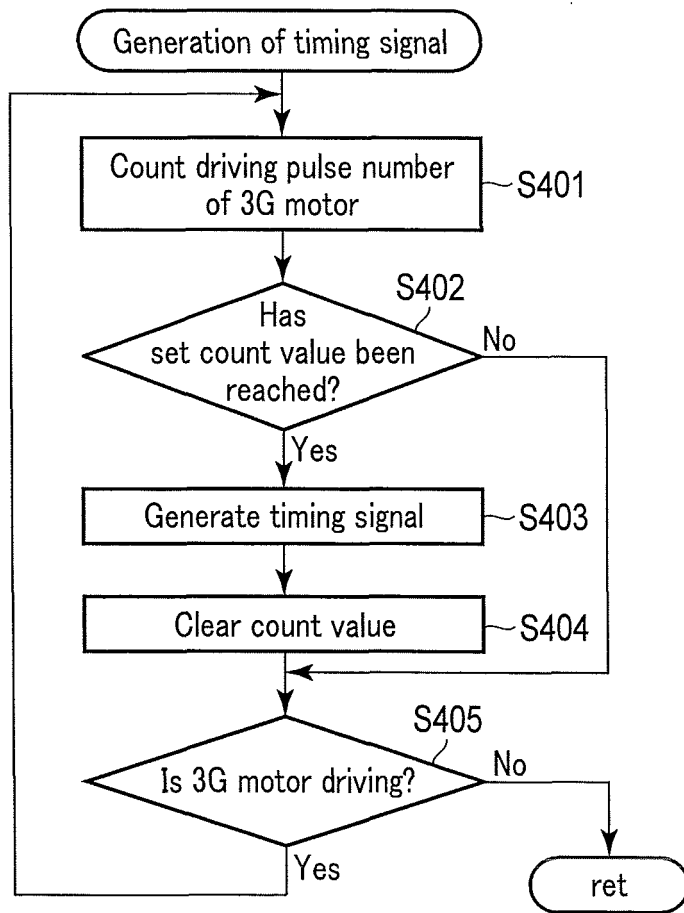 Generation of timing signal
Count driving pulse number
of 3G motor
S401
S402
Has
set count value been
reached?
No
Yes
Generate timing signal
S403
Clear count value
S404
S405
Is 3G motor driving?
No
Yes
ret